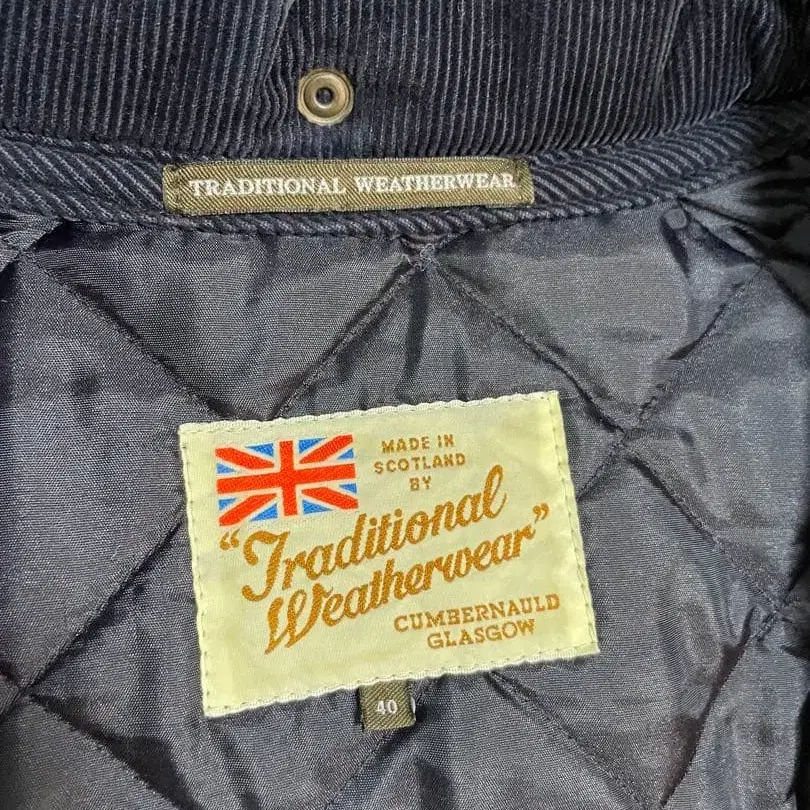 TRADITIONAL WEATHERWEAR
MADE IN
SCOTLAND
BY
“Traditional
Weatherwear”
CUMBERNAULD
GLASGOW
40